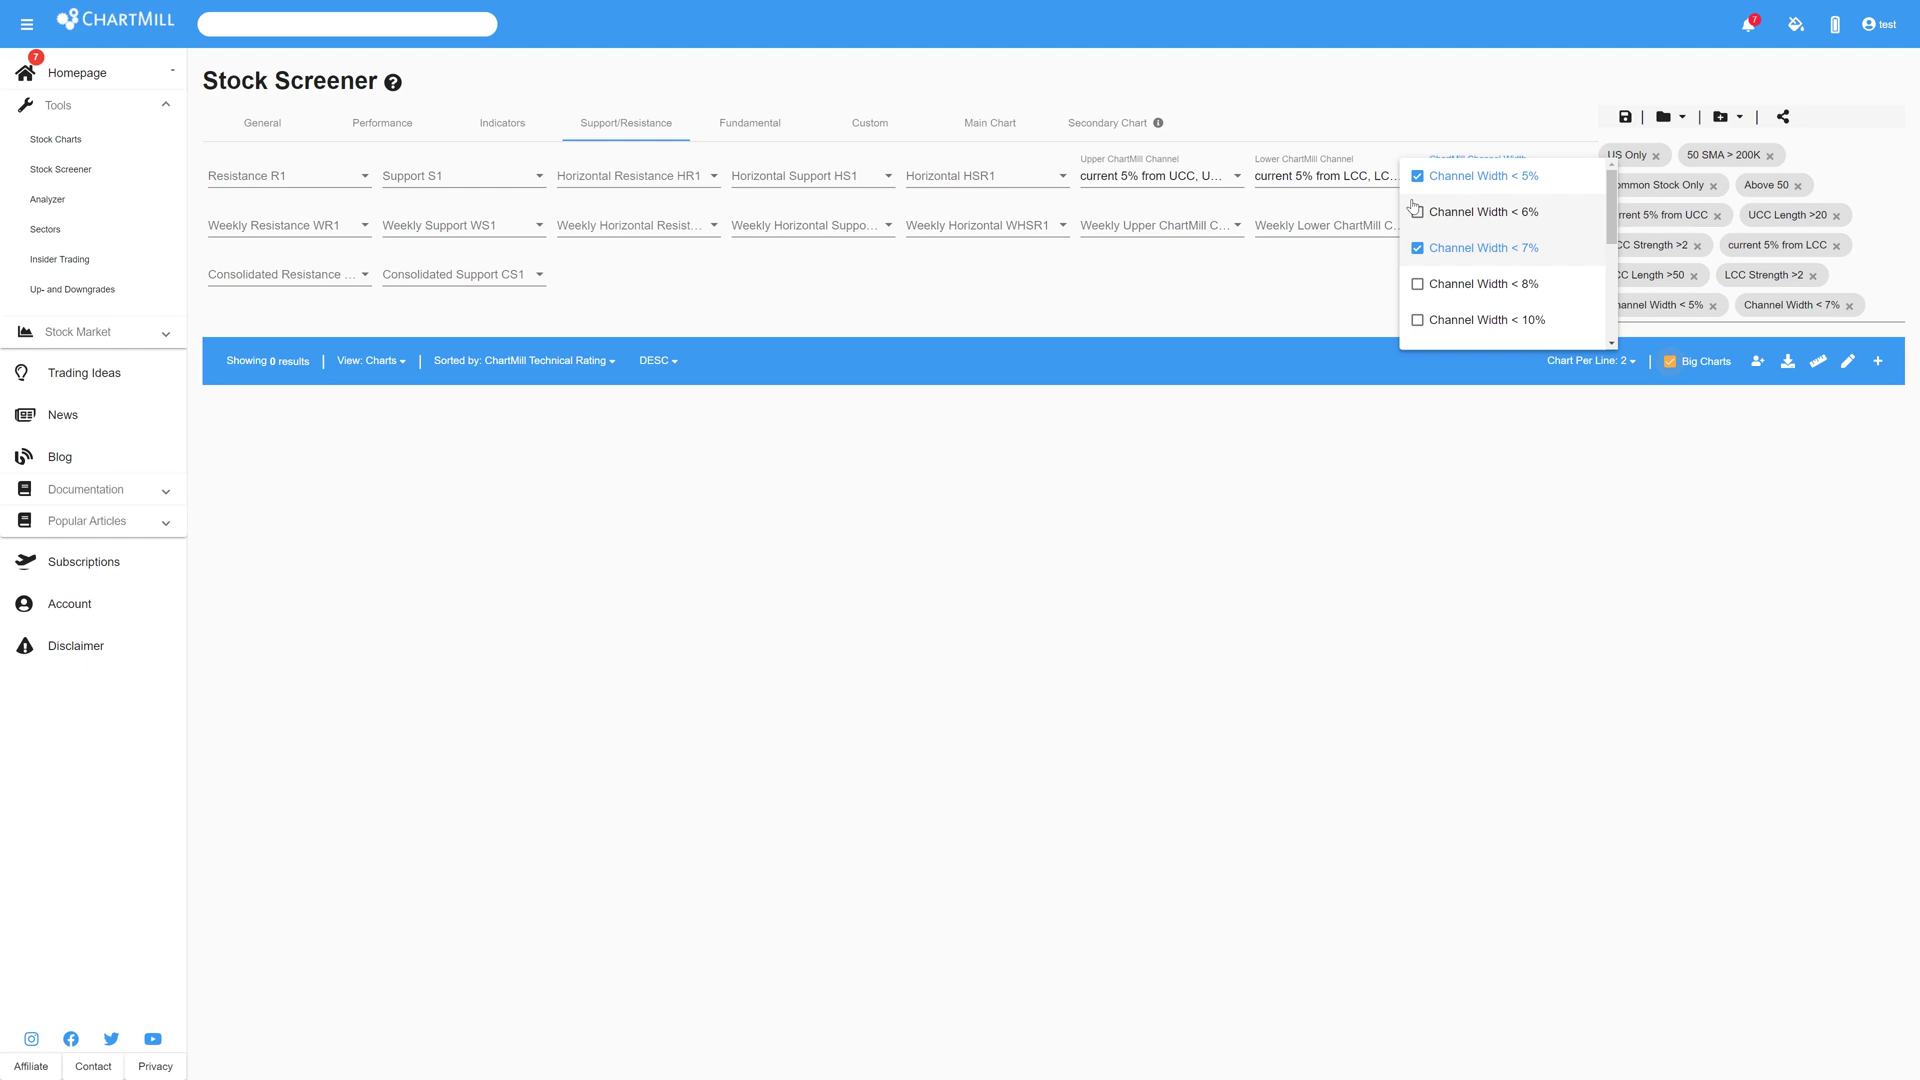 CHARTMILL
7
test
7
Homepage
Tools
Stock Charts
Stock Screener
Analyzer
Sectors
Insider Trading
Up- and Downgrades
Stock Market
Trading Ideas
News
Blog
Documentation
Popular Articles
Subscriptions
Account
Disclaimer
Affiliate
Contact
Privacy
Stock Screener
General
Performance
Indicators
Support/Resistance
Fundamental
Custom
Main Chart
Secondary Chart
Resistance R1
Support S1
Horizontal Resistance HR1
Horizontal Support HS1
Horizontal HSR1
Upper ChartMill Channel
current 5% from UCC, U...
Lower ChartMill Channel
current 5% from LCC, LC...
Weekly Resistance WR1
Weekly Support WS1
Weekly Horizontal Resist...
Weekly Horizontal Suppo...
Weekly Horizontal WHSR1
Weekly Upper ChartMill C...
Weekly Lower ChartMill C...
Consolidated Resistance ...
Consolidated Support CS1
Channel Width < 5%
Channel Width < 6%
Channel Width < 7%
Channel Width < 8%
Channel Width < 10%
US Only
50 SMA > 200K
ommon Stock Only
Above 50
rrent 5% from UCC
UCC Length >20
CC Strength >2
current 5% from LCC
CC Length >50
LCC Strength >2
hannel Width < 5%
Channel Width < 7%
Showing 0 results
View: Charts
Sorted by: ChartMill Technical Rating
DESC
Chart Per Line: 2
Big Charts